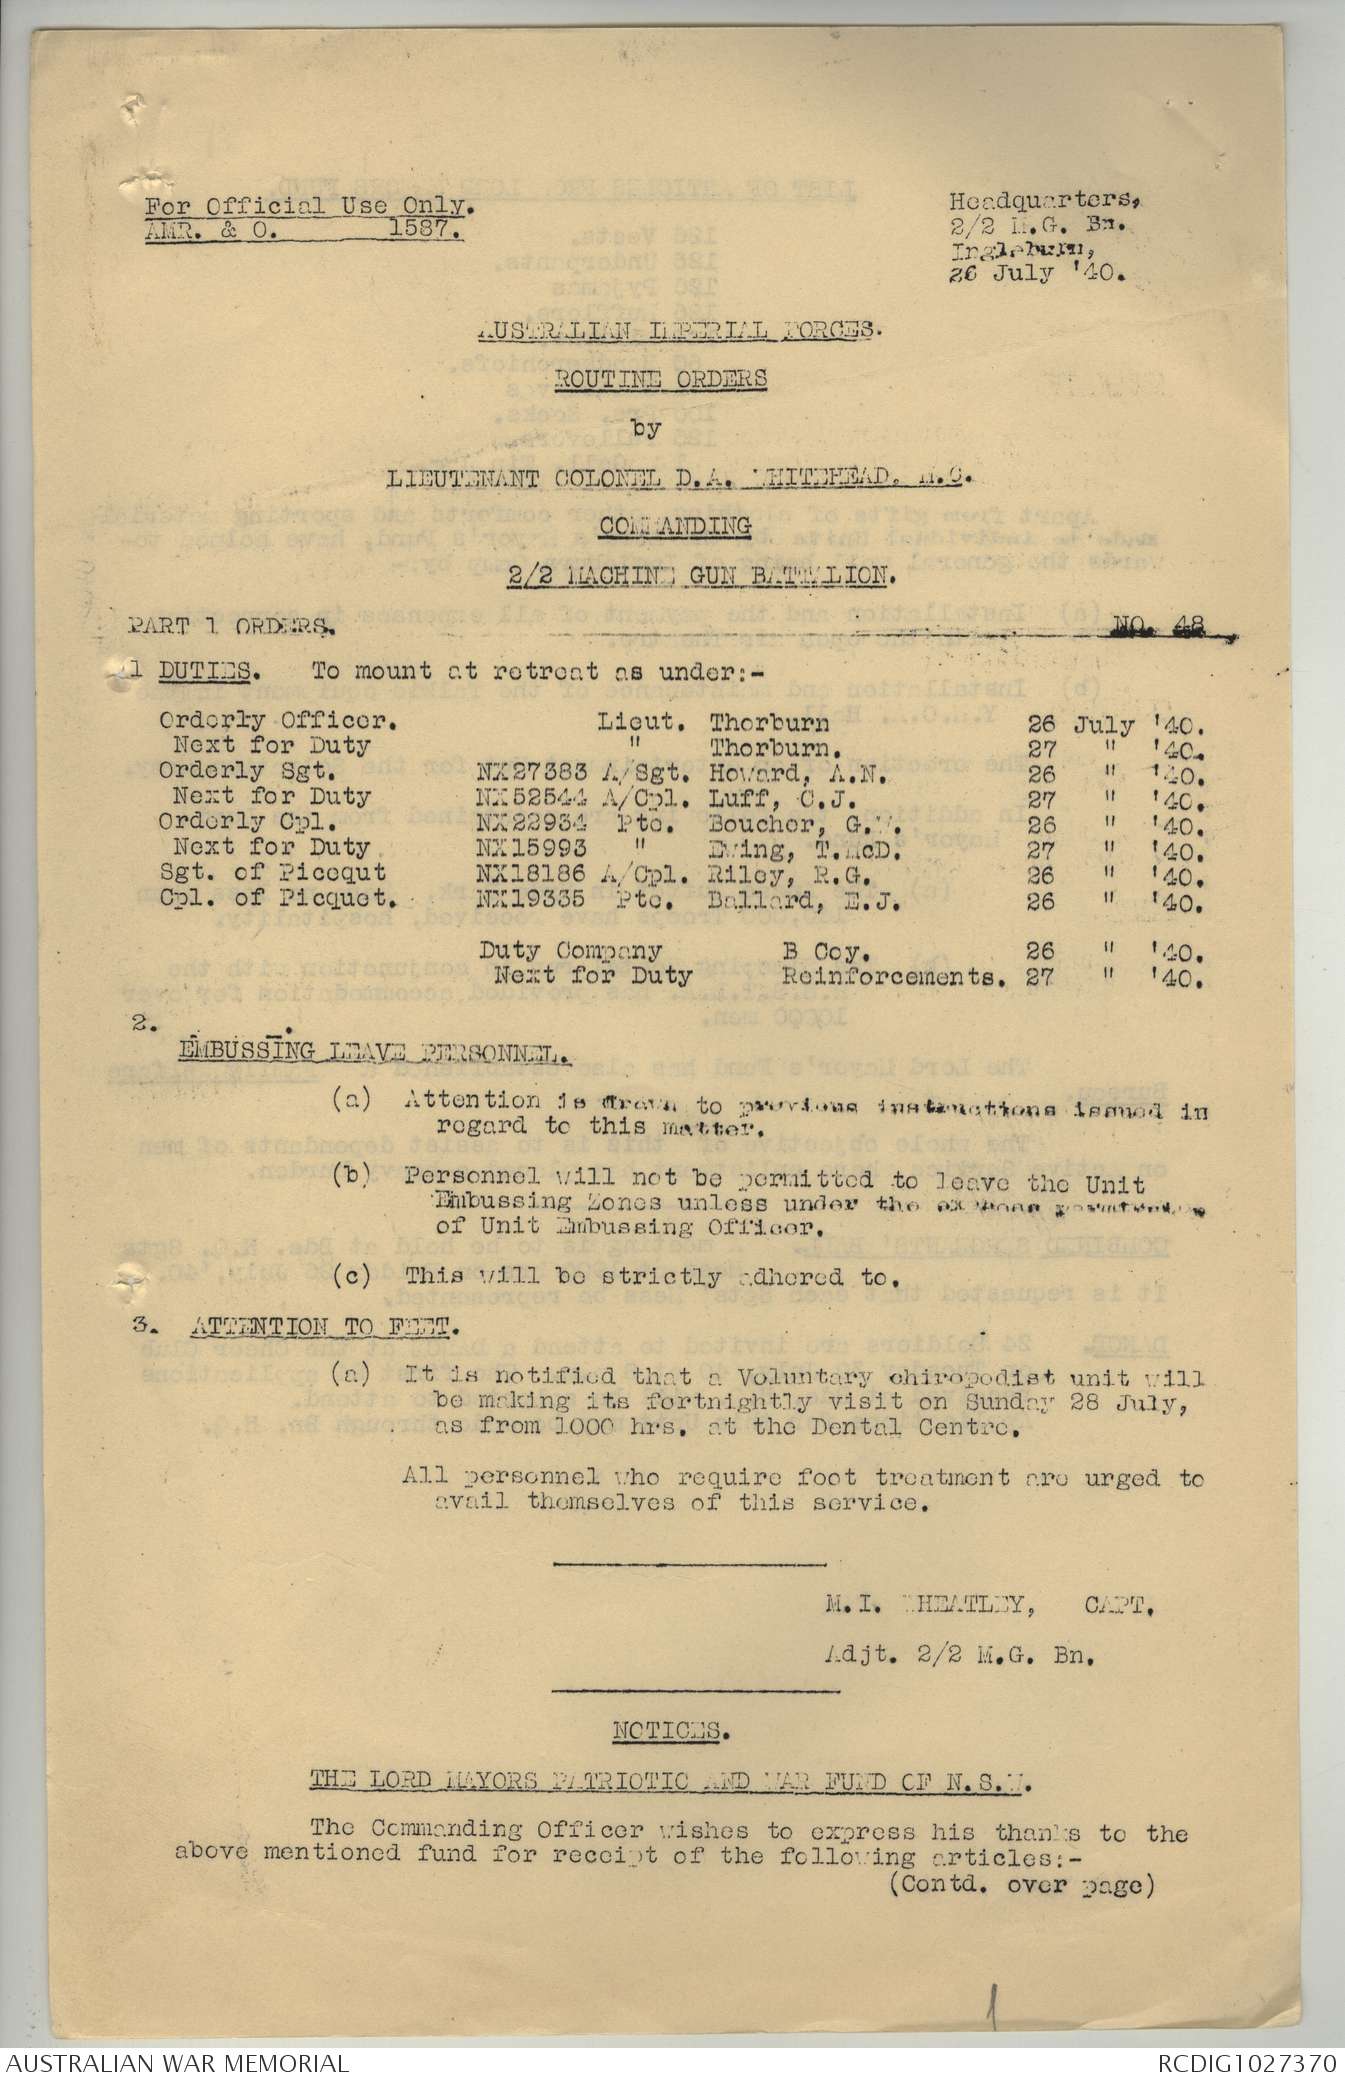 For Official Use Only.
AMR. & O. 1587.
Headquarters,
2/2 M.G. Bn.
Ingleburn,
26 July '40.
AUSTRALIAN IMPERIAL FORCES.
ROUTINE ORDERS
by
LIEUTENANT COLONEL D.A. WHITEHEAD, M.C.
COMMANDING
2/2 MACHINE GUN BATTALION.
PART 1 ORDERS. NO. 48
1 DUTIES. To mount at retreat as under:-
Orderly Officer. Lieut. Thorburn 26 July '40.
Next for Duty " Thorburn. 27 " '40.
Orderly Sgt. NX27383 A/Sgt. Howard, A.N. 26 " '40.
Next for Duty NX52544 A/Cpl. Luff, C.J. 27 " '40.
Orderly Cpl. NX22934 Pte. Boucher, G.W. 26 " '40.
Next for Duty NX15993 " Ewing, T.McD. 27 " '40.
Sgt. of Picequt NX18186 A/Cpl. Riley, R.G. 26 " '40.
Cpl. of Picquet. NX19335 Pte. Ballard, E.J. 26 " '40.
Duty Company B Coy. 26 " '40.
Next for Duty Reinforcements. 27 " '40.
2.
EMBUSSING LEAVE PERSONNEL.
(a) Attention is drawn to previous instructions issued in
regard to this matter.
(b) Personnel will not be permitted to leave the Unit
Embussing Zones unless under the express permission
of Unit Embussing Officer.
(c) This will be strictly adhered to.
3. ATTENTION TO FEET.
(a) It is notified that a Voluntary chiropodist unit will
be making its fortnightly visit on Sunday 28 July,
as from 1000 hrs. at the Dental Centre.
All personnel who require foot treatment are urged to
avail themselves of this service.
M.I. WHEATLEY, CAPT.
Adjt. 2/2 M.G. Bn.
NOTICES.
THE LORD MAYORS PATRIOTIC AND WAR FUND OF N.S.W.
The Commanding Officer wishes to express his thanks to the
above mentioned fund for receipt of the following articles:-
(Contd. over page)
1
AUSTRALIAN WAR MEMORIAL RCDIG1027370